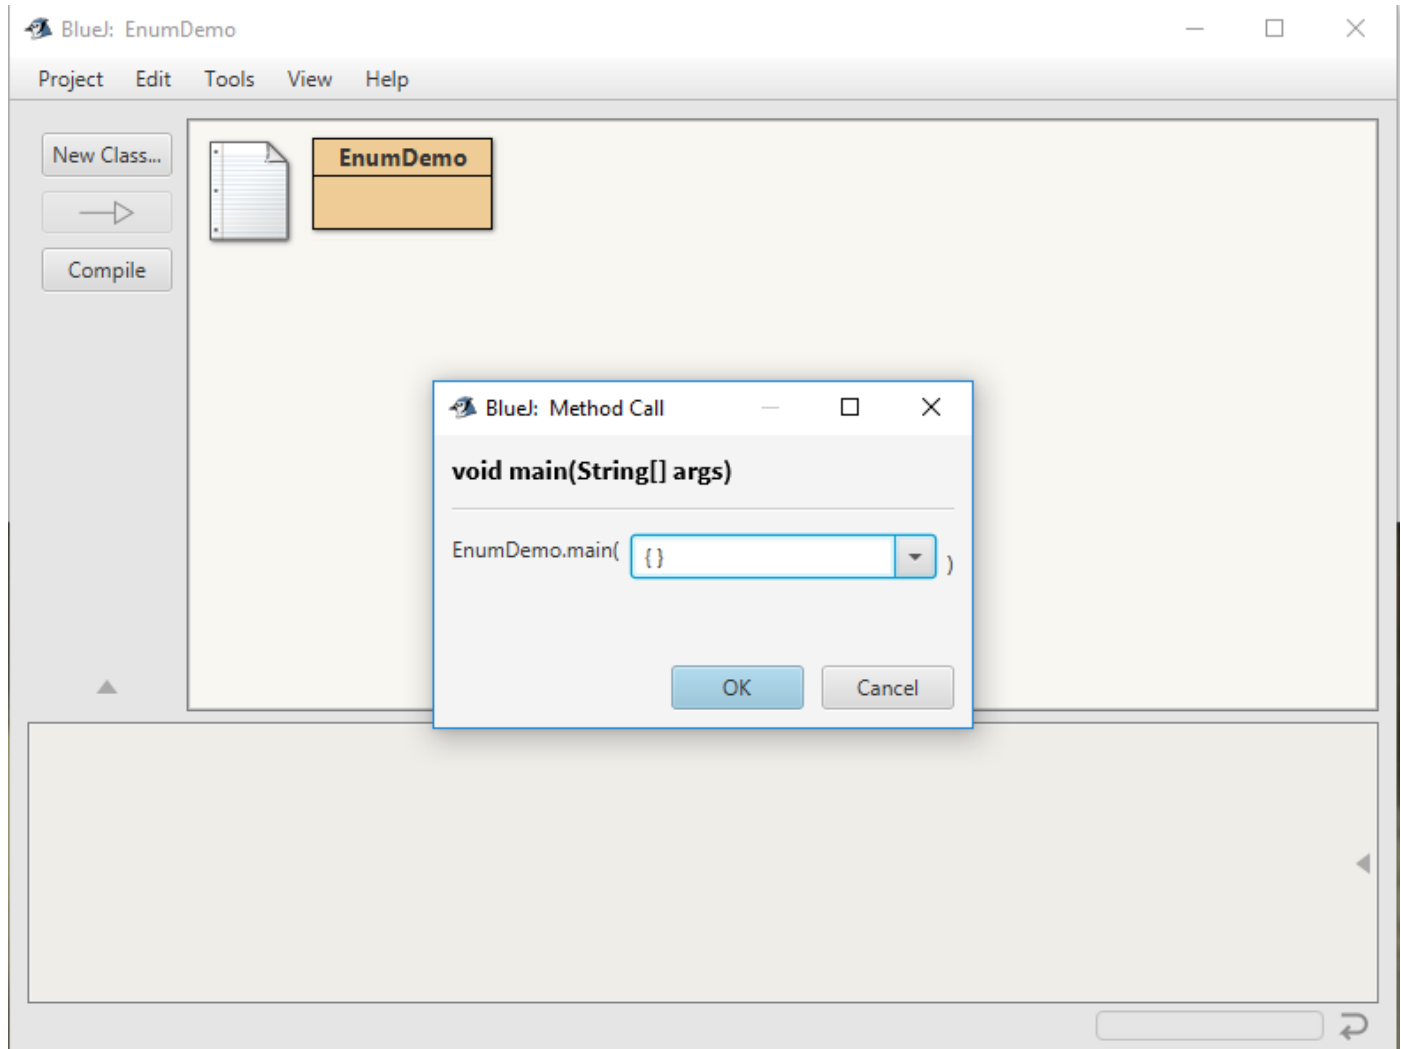 BlueJ: EnumDemo
Project Edit Tools View Help
New Class...
EnumDemo
Compile
BlueJ: Method Call
void main(String[] args)
EnumDemo.main( {} )
OK Cancel